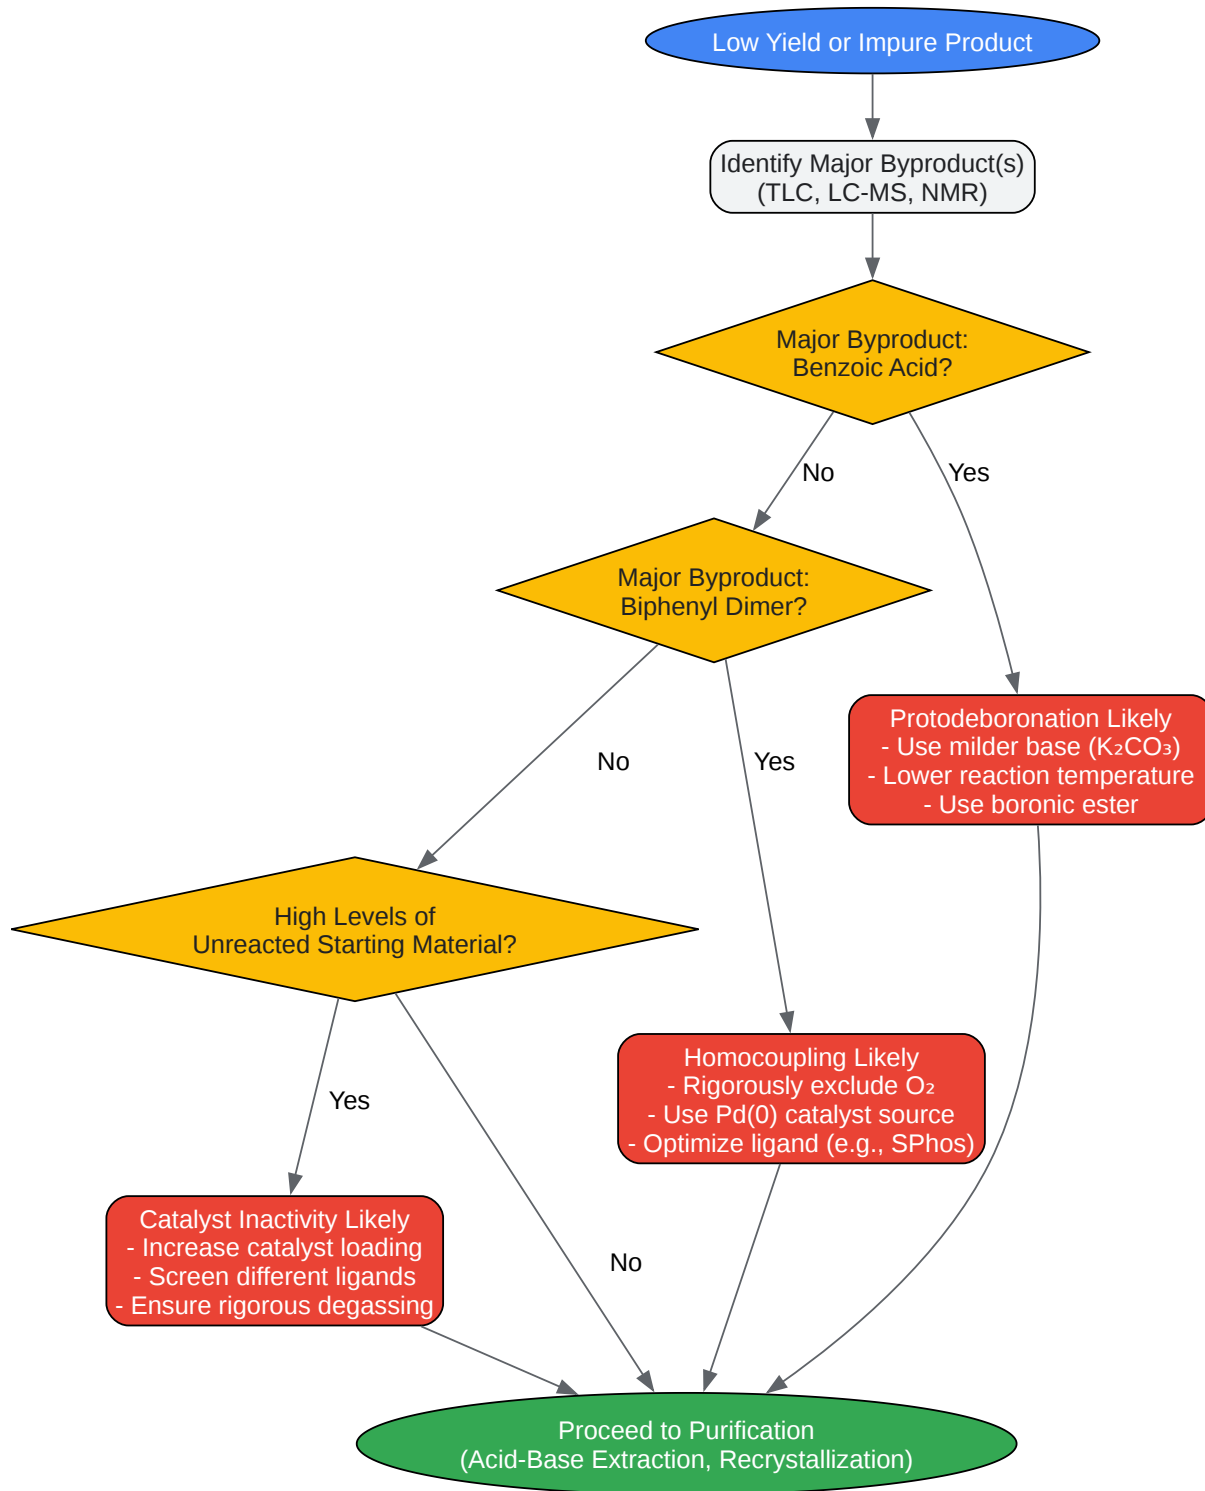 Low Yield or Impure Product
Identify Major Byproduct(s)
(TLC, LC-MS, NMR)
Major Byproduct:
Benzoic Acid?
No
Yes
Major Byproduct:
Biphenyl Dimer?
Protodeboronation Likely
- Use milder base (K₂CO₃)
- Lower reaction temperature
- Use boronic ester
No
Yes
High Levels of
Unreacted Starting Material?
Homocoupling Likely
- Rigorously exclude O₂
- Use Pd(0) catalyst source
- Optimize ligand (e.g., SPhos)
Yes
No
Catalyst Inactivity Likely
- Increase catalyst loading
- Screen different ligands
- Ensure rigorous degassing
Proceed to Purification
(Acid-Base Extraction, Recrystallization)